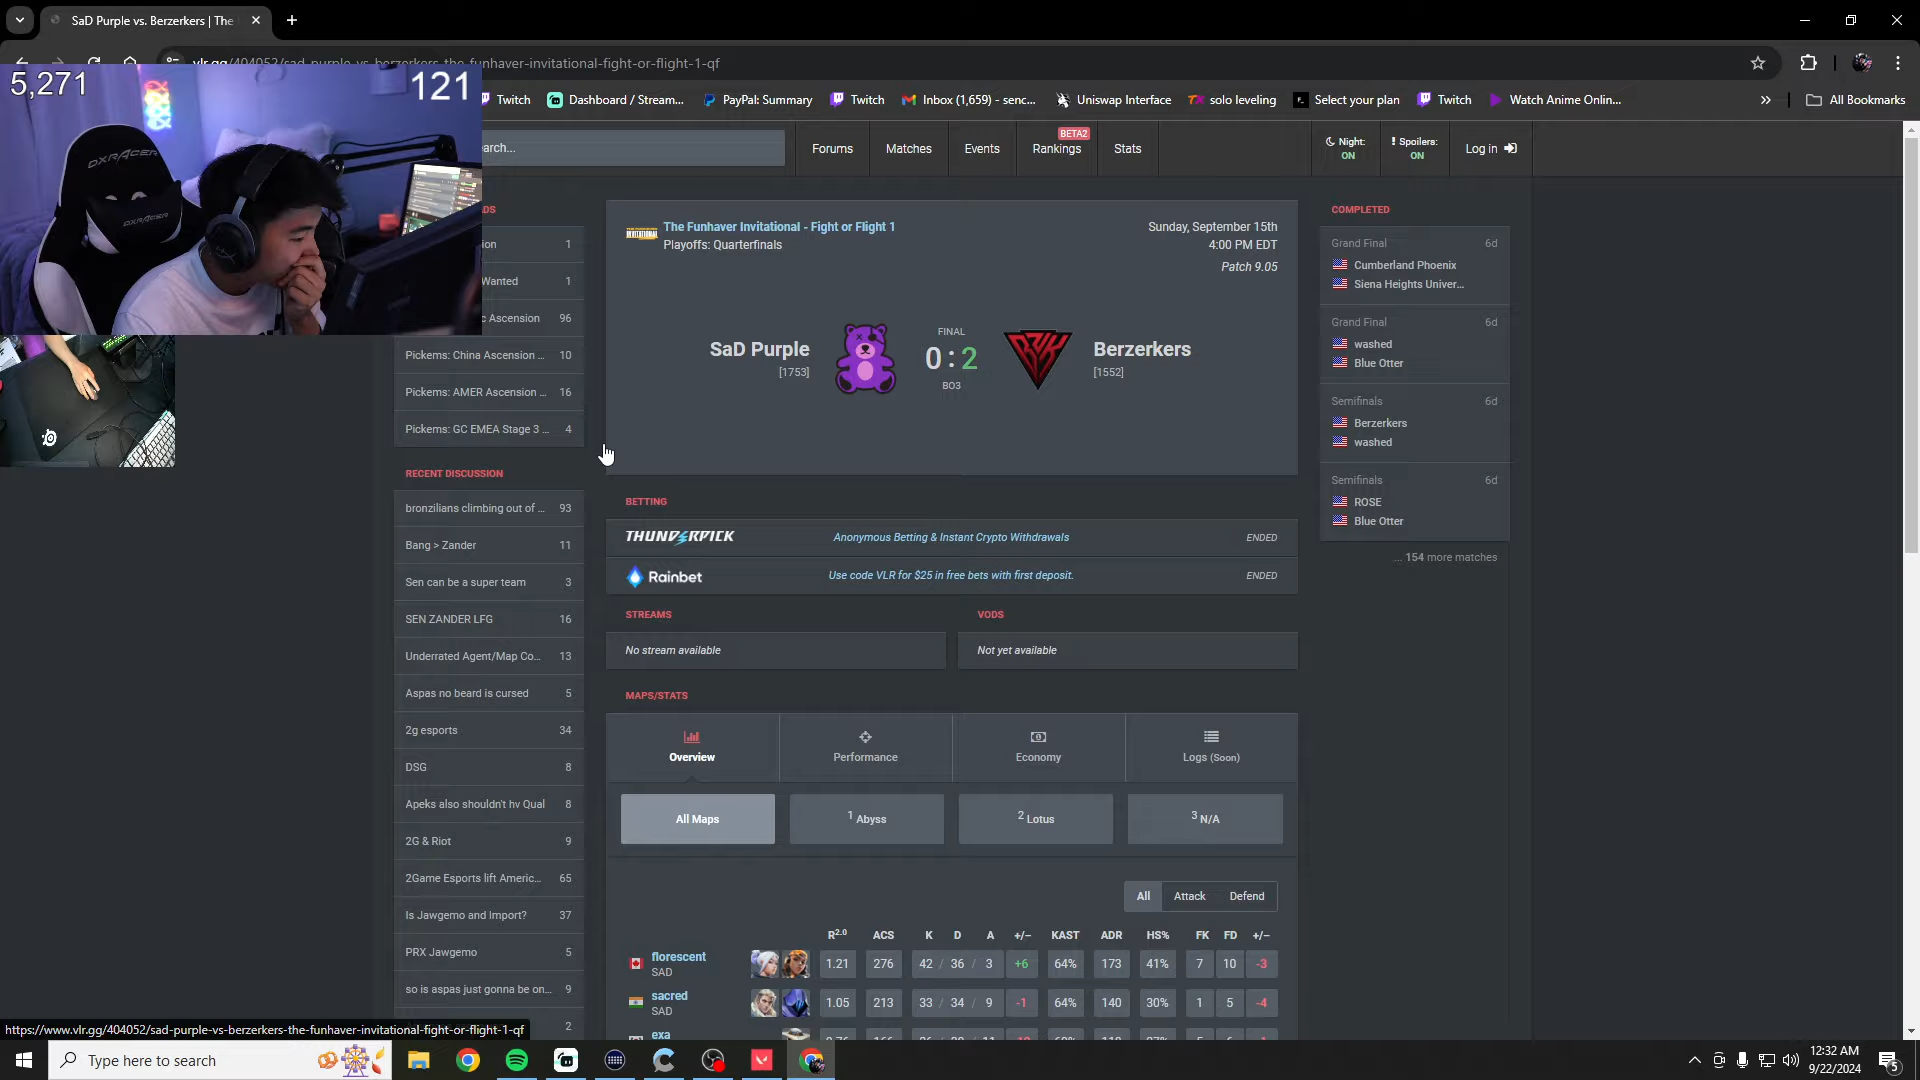 SaD Purple vs. Berzerkers | The
vlr.gg/404052/sad-purple-vs-berzerkers-the-funhaver-invitational-fight-or-flight-1-qf
5,271
121
Twitch
Dashboard / Stream...
PayPal: Summary
Twitch
Inbox (1,659) - senc...
Uniswap Interface
solo leveling
Select your plan
Twitch
Watch Anime Onlin...
»
All Bookmarks
earch...
Forums
Matches
Events
BETA2
Rankings
Stats
Night:
ON
Spoilers:
ON
Log in
DXRACER
DXRACER
ADS
sion 1
Wanted 1
c Ascension 96
Pickems: China Ascension ... 10
Pickems: AMER Ascension ... 16
Pickems: GC EMEA Stage 3 ... 4
RECENT DISCUSSION
bronzilians climbing out of ... 93
Bang > Zander 11
Sen can be a super team 3
SEN ZANDER LFG 16
Underrated Agent/Map Co... 13
Aspas no beard is cursed 5
2g esports 34
DSG 8
Apeks also shouldn't hv Qual 8
2G & Riot 9
2Game Esports lift Americ... 65
Is Jawgemo and Import? 37
PRX Jawgemo 5
so is aspas just gonna be on... 9
2
INVITATIONAL
The Funhaver Invitational - Fight or Flight 1
Playoffs: Quarterfinals
Sunday, September 15th
4:00 PM EDT
Patch 9.05
SaD Purple
[1753]
FINAL
0 : 2
BO3
Berzerkers
[1552]
BETTING
THUNDERPICK Anonymous Betting & Instant Crypto Withdrawals ENDED
Rainbet Use code VLR for $25 in free bets with first deposit. ENDED
STREAMS
No stream available
VODS
Not yet available
MAPS/STATS
Overview
Performance
Economy
Logs (Soon)
All Maps
1 Abyss
2 Lotus
3 N/A
All Attack Defend
R2.0 ACS K D A +/– KAST ADR HS% FK FD +/–
florescent
SAD
1.21 276 42 / 36 / 3 +6 64% 173 41% 7 10 -3
sacred
SAD
1.05 213 33 / 34 / 9 -1 64% 140 30% 1 5 -4
exa
COMPLETED
Grand Final 6d
Cumberland Phoenix
Siena Heights Univer...
Grand Final 6d
washed
Blue Otter
Semifinals 6d
Berzerkers
washed
Semifinals 6d
ROSE
Blue Otter
... 154 more matches
https://www.vlr.gg/404052/sad-purple-vs-berzerkers-the-funhaver-invitational-fight-or-flight-1-qf
Type here to search
12:32 AM
9/22/2024
5